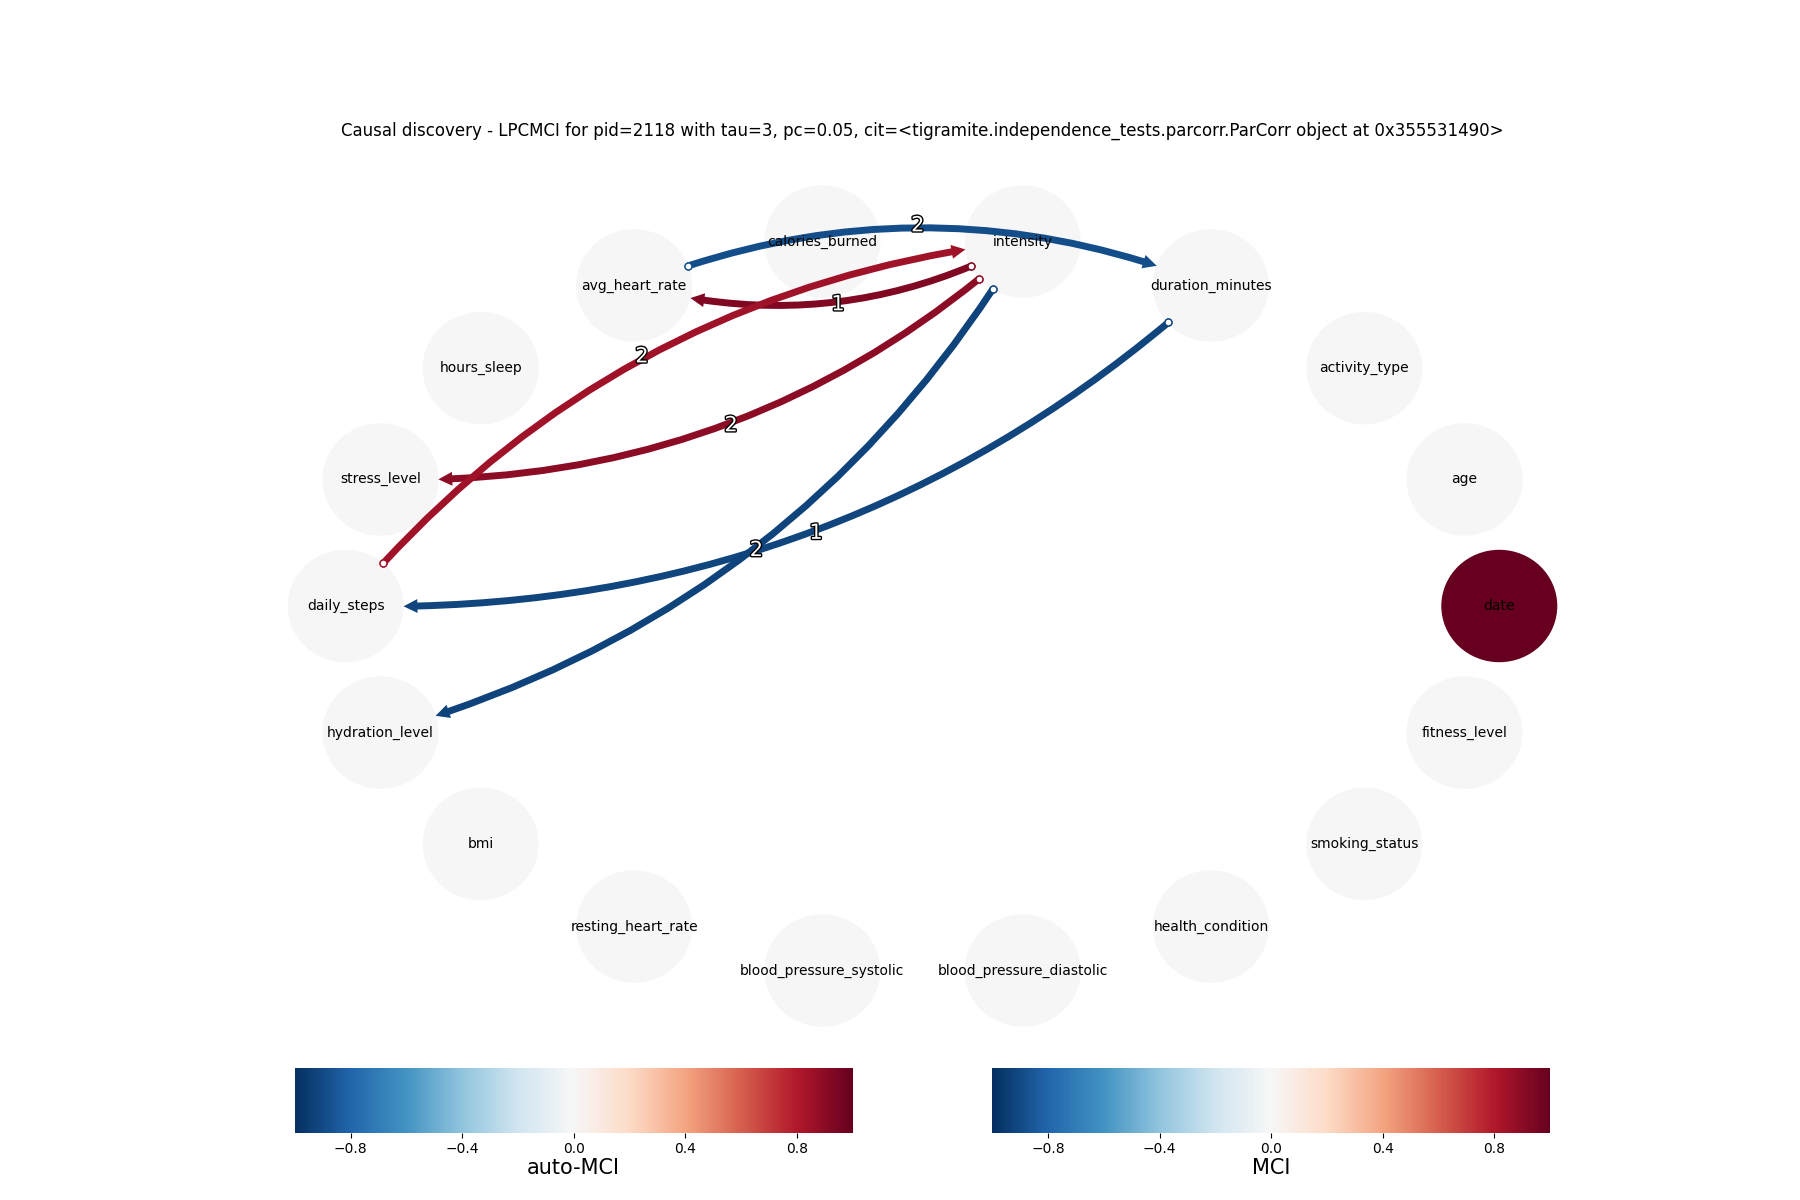 Causal discovery - LPCMCI for pid=2118 with tau=3, pc=0.05, cit=<tigramite.independence_tests.parcorr.ParCorr object at 0x355531490>
2
calories_burned
intensity
avg_heart_rate
duration_minutes
1
2
hours_sleep
activity_type
2
stress_level
age
1
2
daily_steps
date
hydration_level
fitness_level
bmi
smoking_status
resting_heart_rate
health_condition
blood_pressure_systolic
blood_pressure_diastolic
−0.8 −0.4 0.0 0.4 0.8
auto-MCI
−0.8 −0.4 0.0 0.4 0.8
MCI